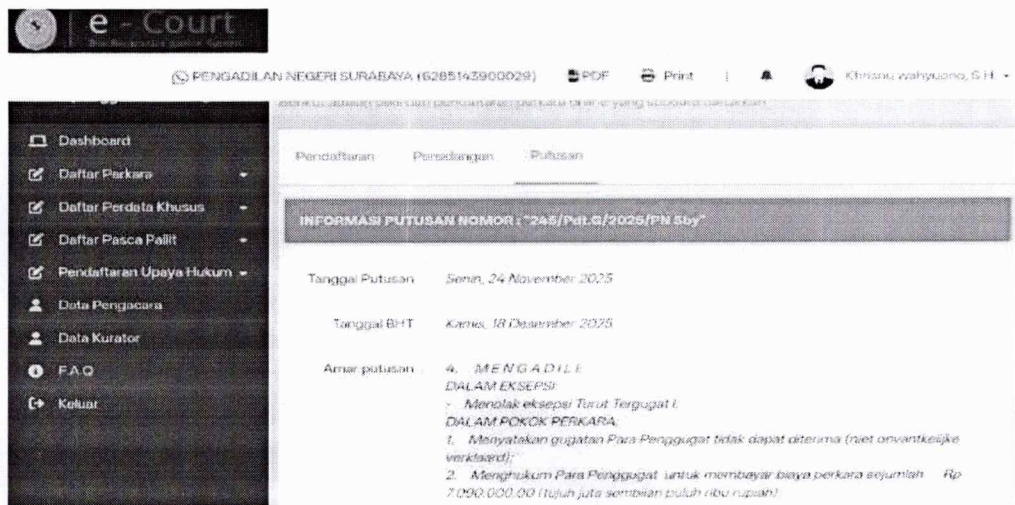 e - Court
PENGADILAN NEGERI SURABAYA (6285143900029) PDF Print | Khrisnu wahyuono, S.H.
Dashboard
Daftar Perkara
Daftar Perdata Khusus
Daftar Pasca Pailit
Pendaftaran Upaya Hukum
Data Pengacara
Data Kurator
F.A.Q
Keluar
Pendaftaran Persidangan Putusan
INFORMASI PUTUSAN NOMOR : "245/Pdt.G/2025/PN Sby"
Tanggal Putusan Senin, 24 November 2025
Tanggal BHT Kamis, 18 Desember 2025
Amar putusan 4. M E N G A D I L I:
DALAM EKSEPSI:
- Menolak eksepsi Turut Tergugat I.
DALAM POKOK PERKARA;
1. Menyatakan gugatan Para Penggugat tidak dapat diterima (niet onvantkelijke
verklaard);
2. Menghukum Para Penggugat untuk membayar biaya perkara sejumlah Rp
7.090.000,00 (tujuh juta sembilan puluh ribu rupiah)